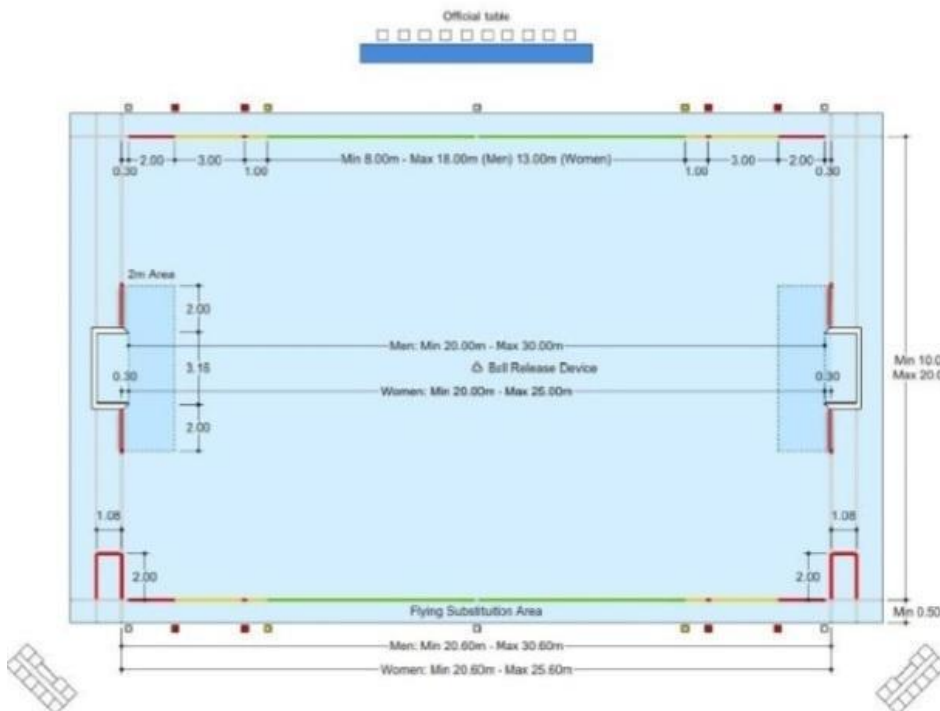 Official table
2.00
3.00
Min 8.00m - Max 18.00m (Men) 13.00m (Women)
3.00
2.00
0.30
1.00
1.00
0.30
2m Area
2.00
Men: Min 20.00m - Max 30.00m
3.15
Ball Release Device
Min 10.0
Max 20.0
0.30
0.30
Women: Min 20.00m - Max 25.00m
2.00
1.08
1.08
2.00
2.00
Flying Substitution Area
Min 0.50
Men: Min 20.60m - Max 30.60m
Women: Min 20.60m - Max 25.60m